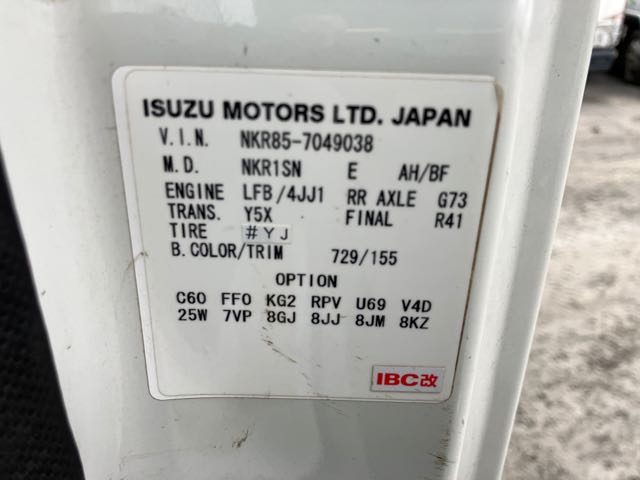 ISUZU MOTORS LTD. JAPAN
V.I.N. NKR85-7049038
M.D. NKR1SN E AH/BF
ENGINE LFB/4JJ1 RR AXLE G73
TRANS. Y5X FINAL R41
TIRE #YJ
B.COLOR/TRIM 729/155
OPTION
C60 FF0 KG2 RPV U69 V4D
25W 7VP 8GJ 8JJ 8JM 8KZ
IBC改